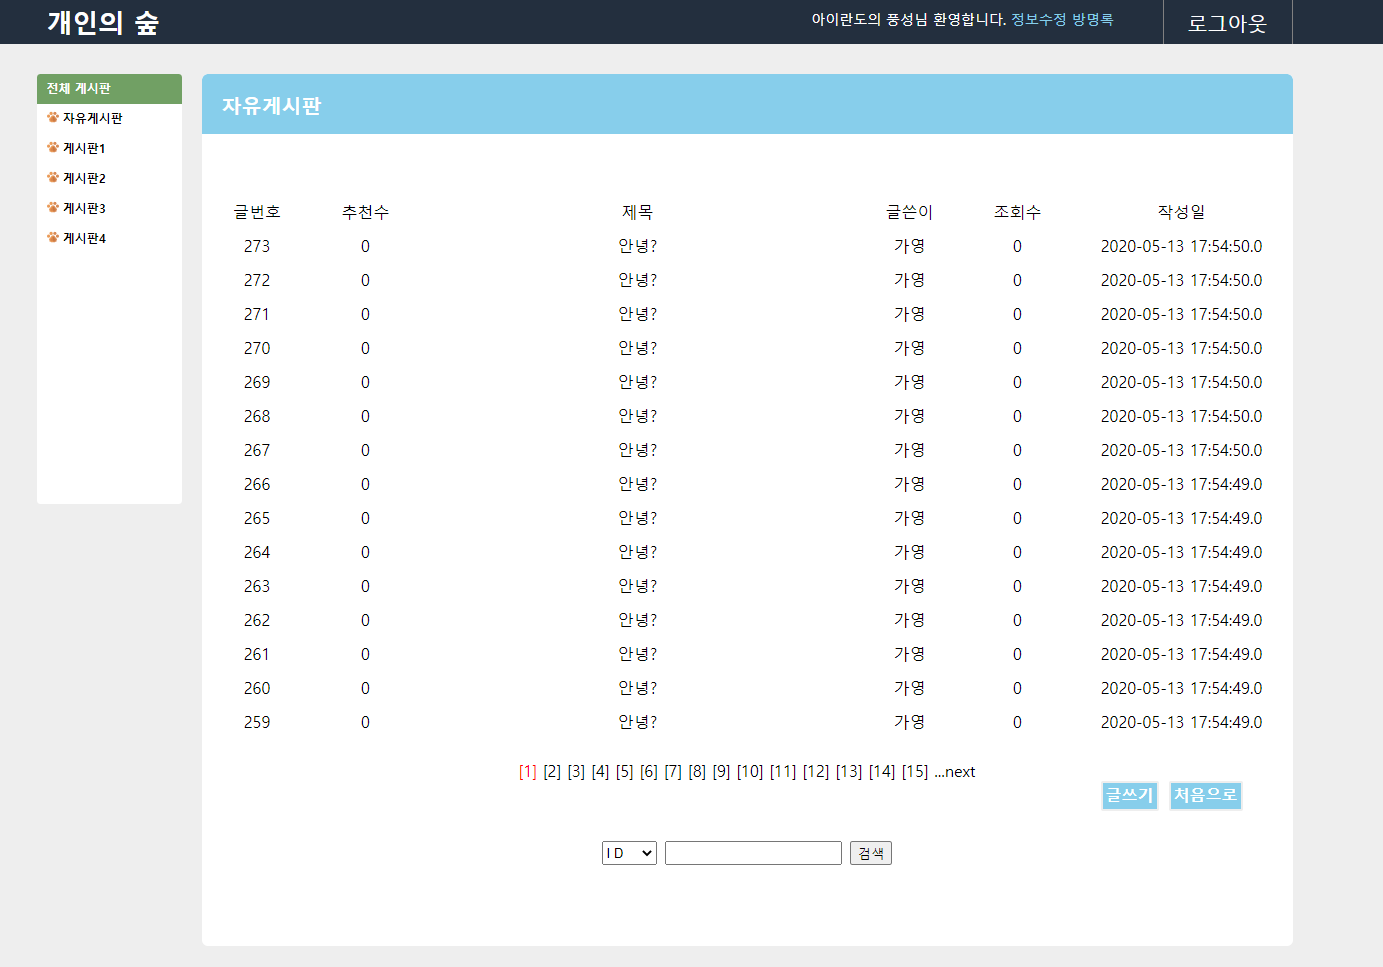 개인의 숲
아이란도의 풍성님 환영합니다. 정보수정 방명록
로그아웃
전체 게시판
자유게시판
게시판1
게시판2
게시판3
게시판4
자유게시판
글번호 추천수 제목 글쓴이 조회수 작성일
273 0 안녕? 가영 0 2020-05-13 17:54:50.0
272 0 안녕? 가영 0 2020-05-13 17:54:50.0
271 0 안녕? 가영 0 2020-05-13 17:54:50.0
270 0 안녕? 가영 0 2020-05-13 17:54:50.0
269 0 안녕? 가영 0 2020-05-13 17:54:50.0
268 0 안녕? 가영 0 2020-05-13 17:54:50.0
267 0 안녕? 가영 0 2020-05-13 17:54:50.0
266 0 안녕? 가영 0 2020-05-13 17:54:49.0
265 0 안녕? 가영 0 2020-05-13 17:54:49.0
264 0 안녕? 가영 0 2020-05-13 17:54:49.0
263 0 안녕? 가영 0 2020-05-13 17:54:49.0
262 0 안녕? 가영 0 2020-05-13 17:54:49.0
261 0 안녕? 가영 0 2020-05-13 17:54:49.0
260 0 안녕? 가영 0 2020-05-13 17:54:49.0
259 0 안녕? 가영 0 2020-05-13 17:54:49.0
[1] [2] [3] [4] [5] [6] [7] [8] [9] [10] [11] [12] [13] [14] [15] ...next
글쓰기 처음으로
I D 검색